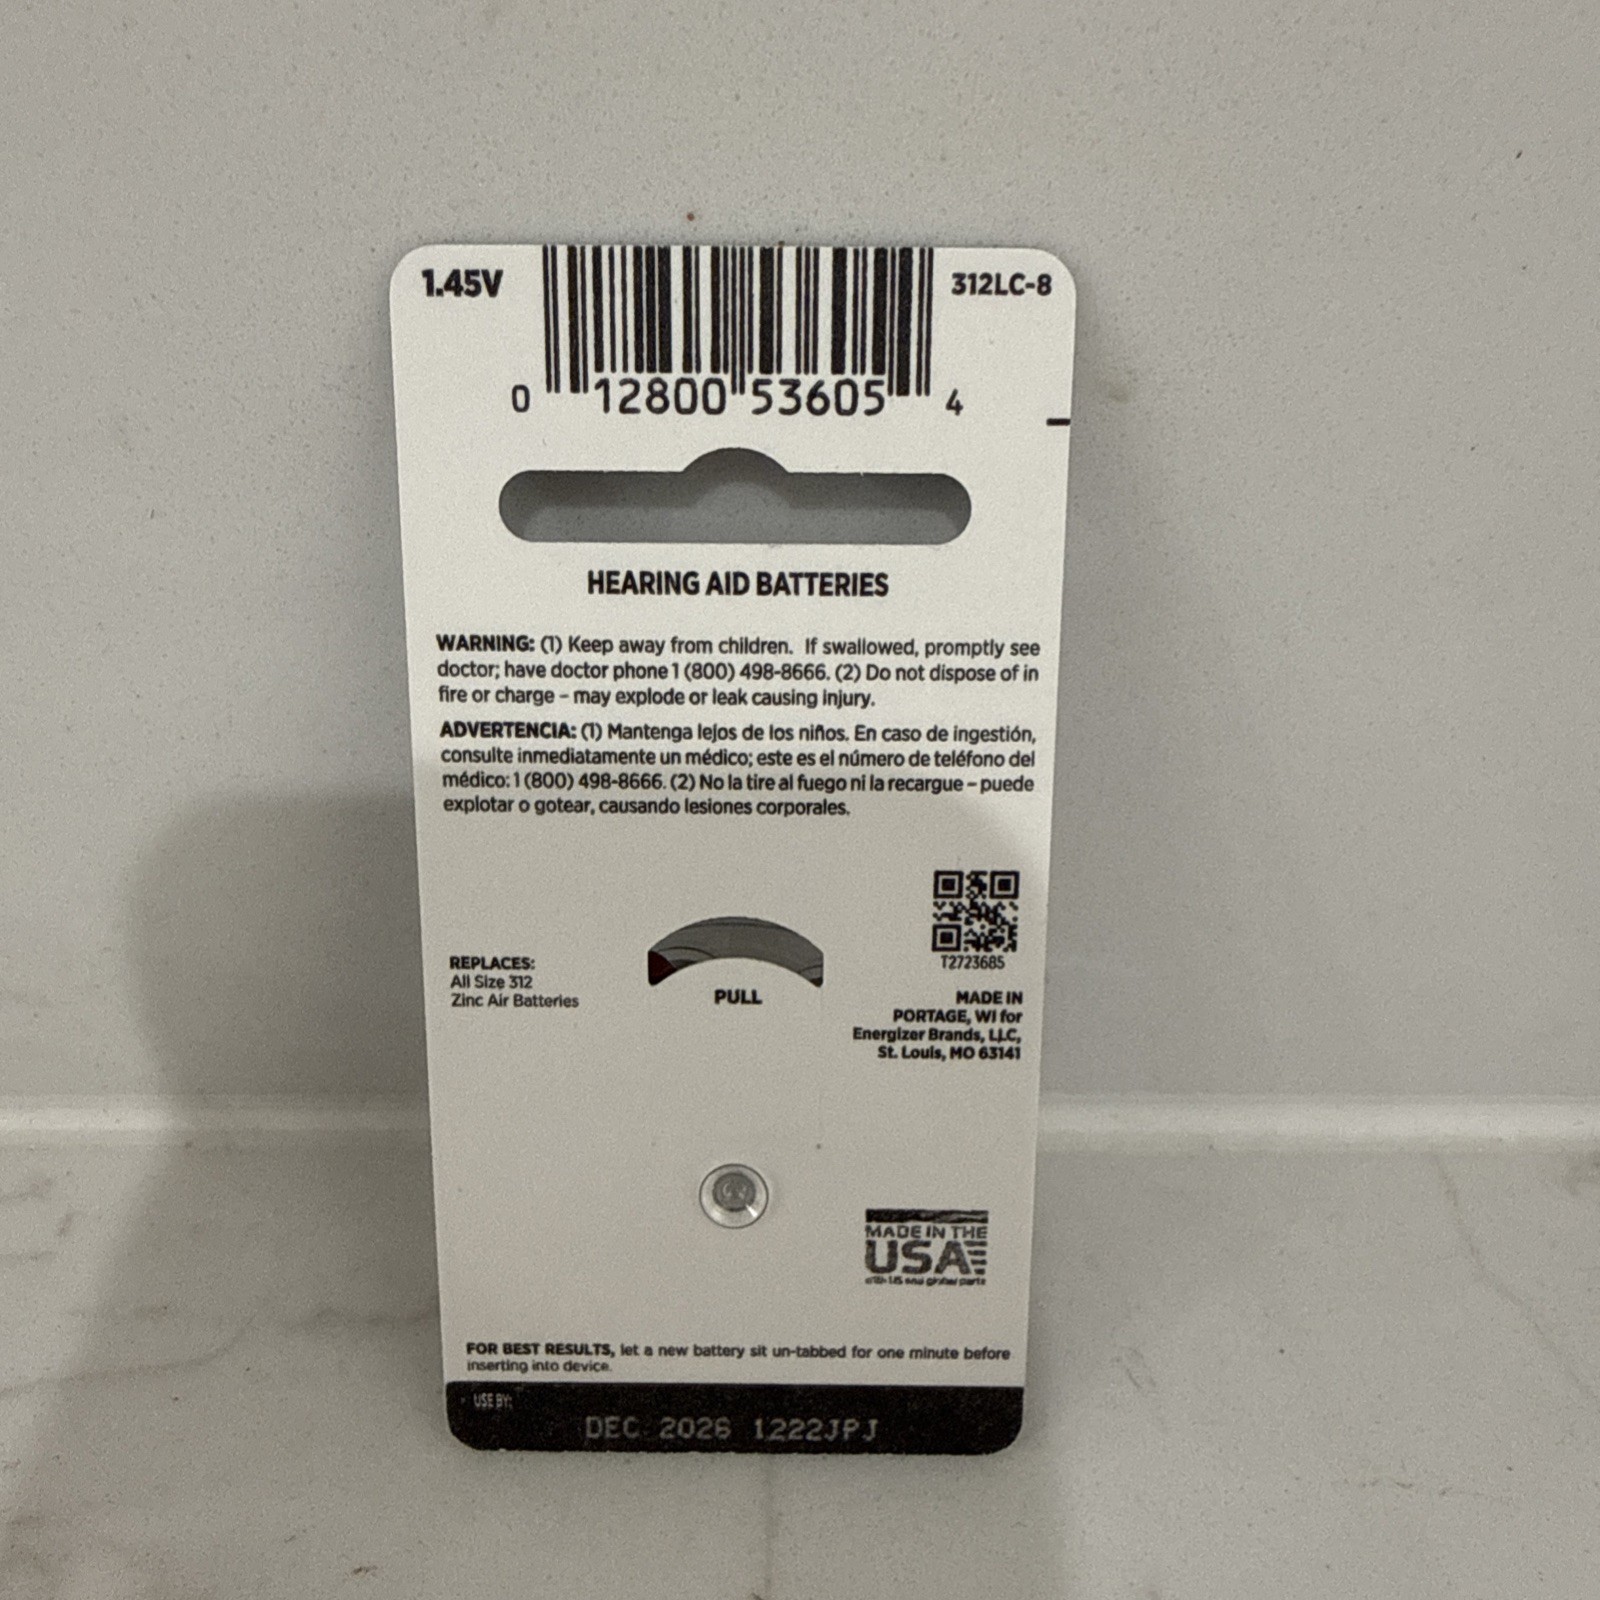 1.45V
312LC-8
0 12800 53605 4
HEARING AID BATTERIES
WARNING: (1) Keep away from children. If swallowed, promptly see
doctor; have doctor phone 1 (800) 498-8666. (2) Do not dispose of in
fire or charge – may explode or leak causing injury.
ADVERTENCIA: (1) Mantenga lejos de los niños. En caso de ingestión,
consulte inmediatamente un médico; este es el número de teléfono del
médico: 1 (800) 498-8666. (2) No la tire al fuego ni la recargue – puede
explotar o gotear, causando lesiones corporales.
REPLACES:
All Size 312
Zinc Air Batteries
PULL
T2723685
MADE IN
PORTAGE, WI for
Energizer Brands, LLC,
St. Louis, MO 63141
MADE IN THE
USA
with US and global parts
FOR BEST RESULTS, let a new battery sit un-tabbed for one minute before
inserting into device.
USE BY:
DEC 2026 1222JPJ